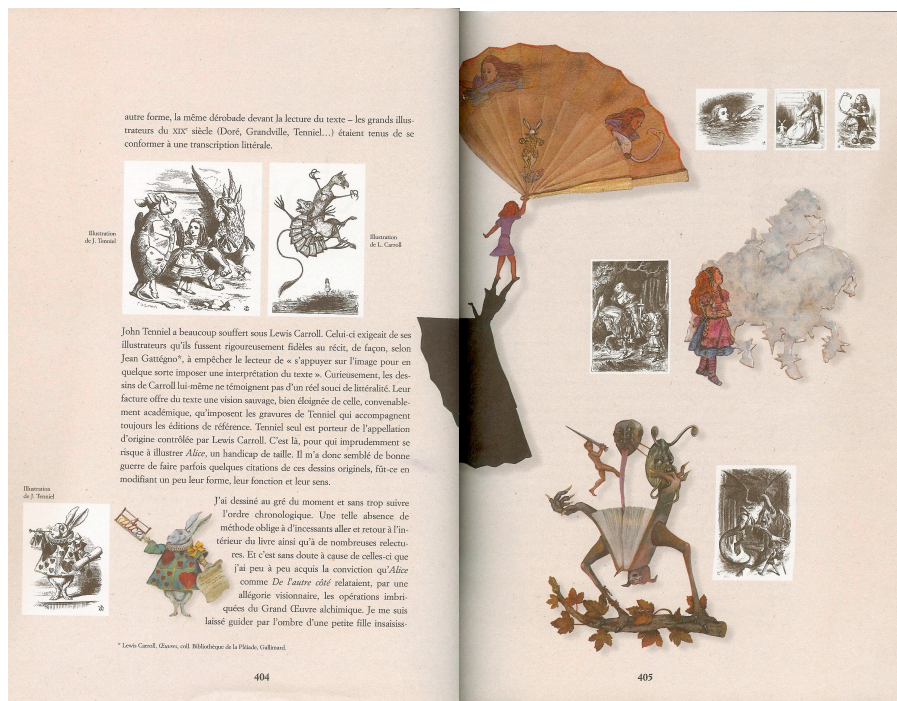 autre forme, la même dérobade devant la lecture du texte – les grands illus-
trateurs du XIXe siècle (Doré, Grandville, Tenniel…) étaient tenus de se
conformer à une transcription littérale.
Illustration
de J. Tenniel
Illustration
de L. Carroll
John Tenniel a beaucoup souffert sous Lewis Carroll. Celui-ci exigeait de ses
illustrateurs qu'ils fussent rigoureusement fidèles au récit, de façon, selon
Jean Gattégno*, à empêcher le lecteur de « s'appuyer sur l'image pour en
quelque sorte imposer une interprétation du texte ». Curieusement, les des-
sins de Carroll lui-même ne témoignent pas d'un réel souci de littéralité. Leur
facture offre du texte une vision sauvage, bien éloignée de celle, convenable-
ment académique, qu'imposent les gravures de Tenniel qui accompagnent
toujours les éditions de référence. Tenniel seul est porteur de l'appellation
d'origine contrôlée par Lewis Carroll. C'est là, pour qui imprudemment se
risque à illustrer Alice, un handicap de taille. Il m'a donc semblé de bonne
guerre de faire parfois quelques citations de ces dessins originels, fût-ce en
modifiant un peu leur forme, leur fonction et leur sens.
Illustration
de J. Tenniel
J'ai dessiné au gré du moment et sans trop suivre
l'ordre chronologique. Une telle absence de
méthode oblige à d'incessants aller et retour à l'in-
térieur du livre ainsi qu'à de nombreuses relectu-
res. Et c'est sans doute à cause de celles-ci que
j'ai peu à peu acquis la conviction qu'Alice
comme De l'autre côté relataient, par une
allégorie visionnaire, les opérations imbri-
quées du Grand Œuvre alchimique. Je me suis
laissé guider par l'ombre d'une petite fille insaisiss-
* Lewis Carroll, Œuvres, coll. Bibliothèque de la Pléiade, Gallimard.
404
405